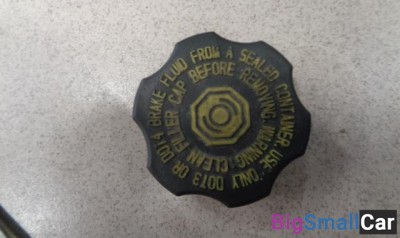 USE "ONLY DOT3 OR DOT4 BRAKE FLUID FROM A SEALED CONTAINER.
WARNING: CLEAN FILLER CAP BEFORE REMOVING.
BigSmallCar